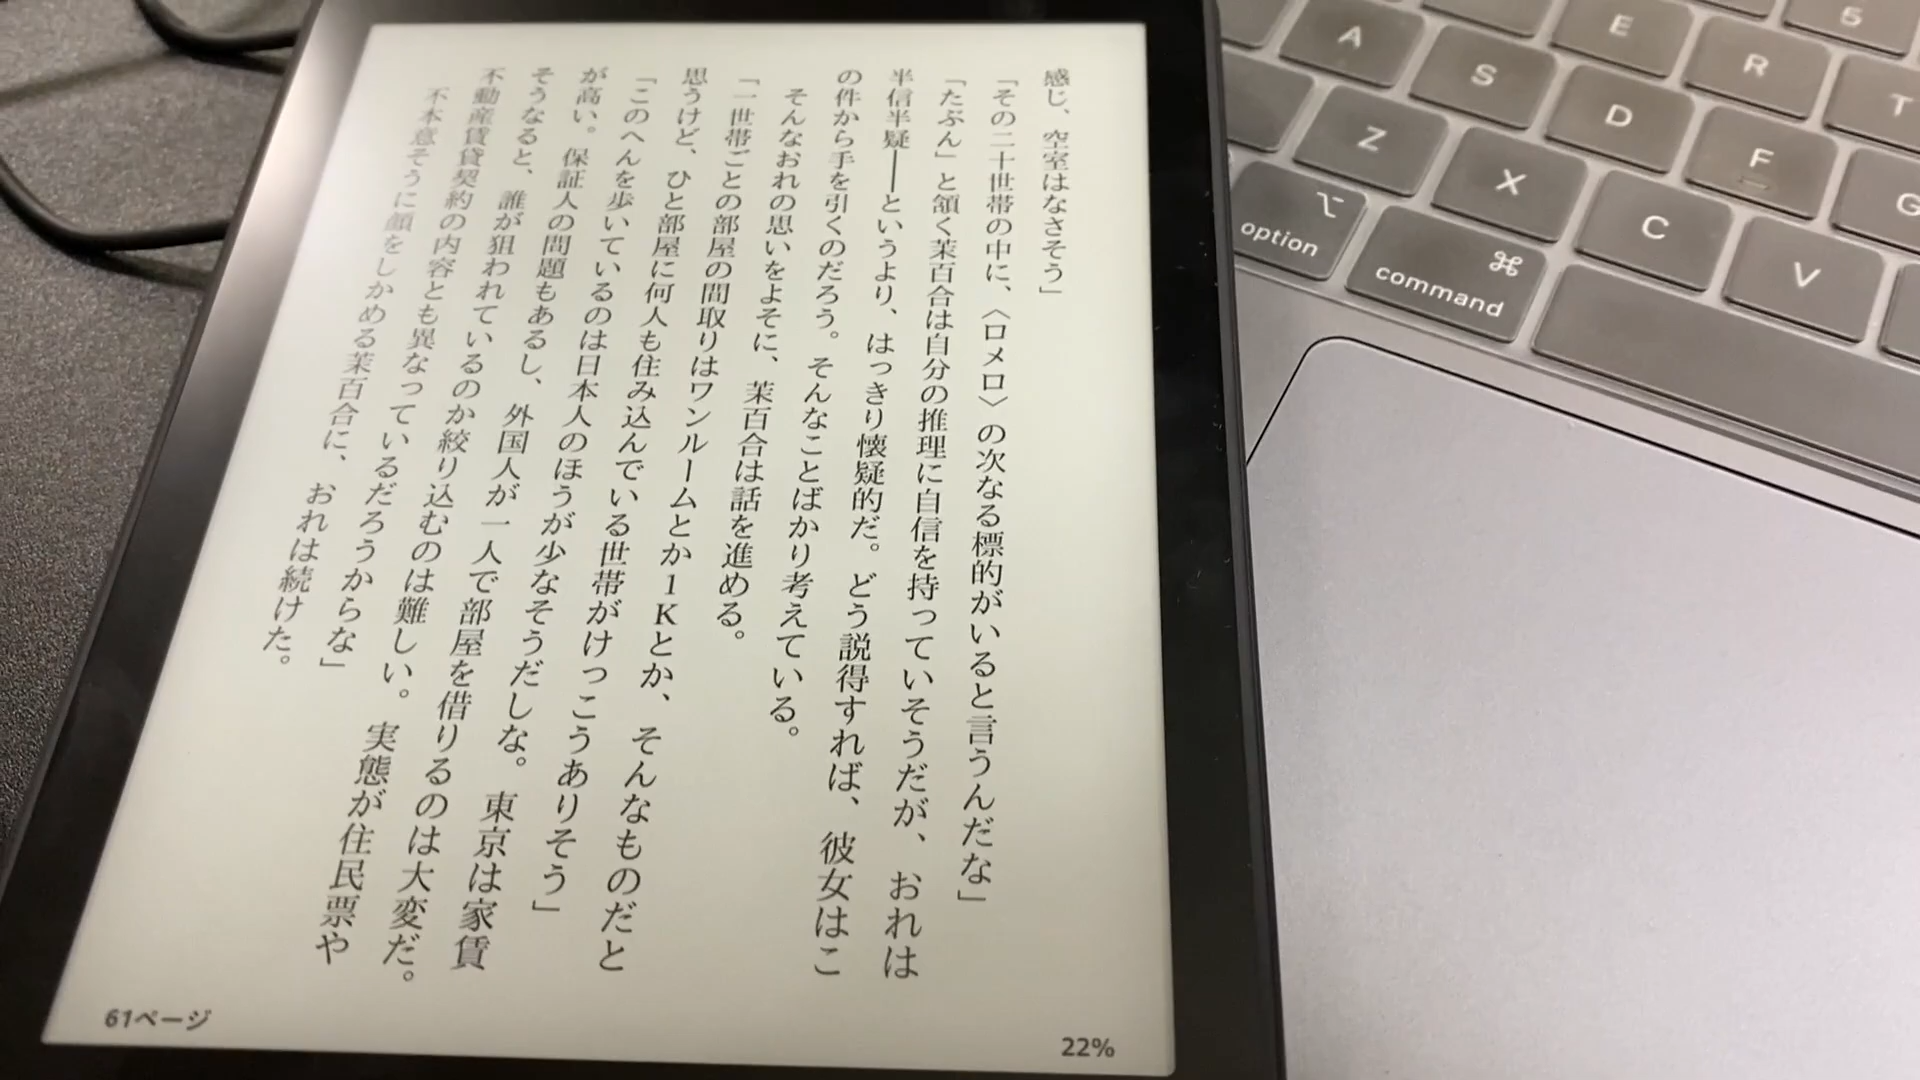 感じ、空室はなさそう」
「その二十世帯の中に、〈ロメロ〉の次なる標的がいると言うんだな」
「たぶん」と頷く茉百合は自分の推理に自信を持っていそうだが、おれは
半信半疑――というより、はっきり懐疑的だ。どう説得すれば、彼女はこ
の件から手を引くのだろう。そんなことばかり考えている。
そんなおれの思いをよそに、茉百合は話を進める。
「一世帯ごとの部屋の間取りはワンルームとか1Kとか、そんなものだと
思うけど、ひと部屋に何人も住み込んでいる世帯がけっこうありそう」
「このへんを歩いているのは日本人のほうが少なそうだしな。東京は家賃
が高い。保証人の問題もあるし、外国人が一人で部屋を借りるのは大変だ。
そうなると、誰が狙われているのか絞り込むのは難しい。実態が住民票や
不動産賃貸契約の内容とも異なっているだろうからな」
不本意そうに顔をしかめる茉百合に、おれは続けた。
61ページ
22%
5
E
R
T
A
S
D
F
G
Z
X
C
V
⌥
option
⌘
command